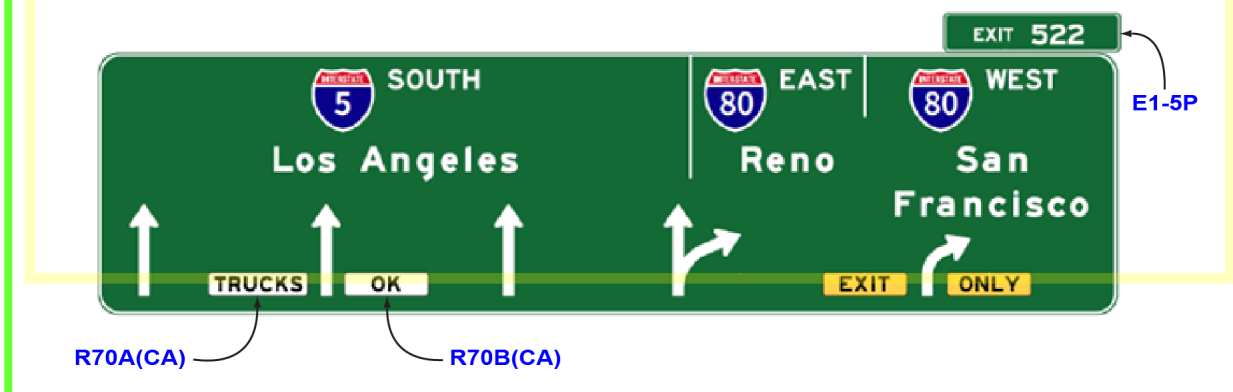 EXIT 522
INTERSTATE 5 SOUTH
INTERSTATE 80 EAST
INTERSTATE 80 WEST
E1-5P
Los Angeles
Reno
San
Francisco
TRUCKS OK
EXIT ONLY
R70A(CA)
R70B(CA)